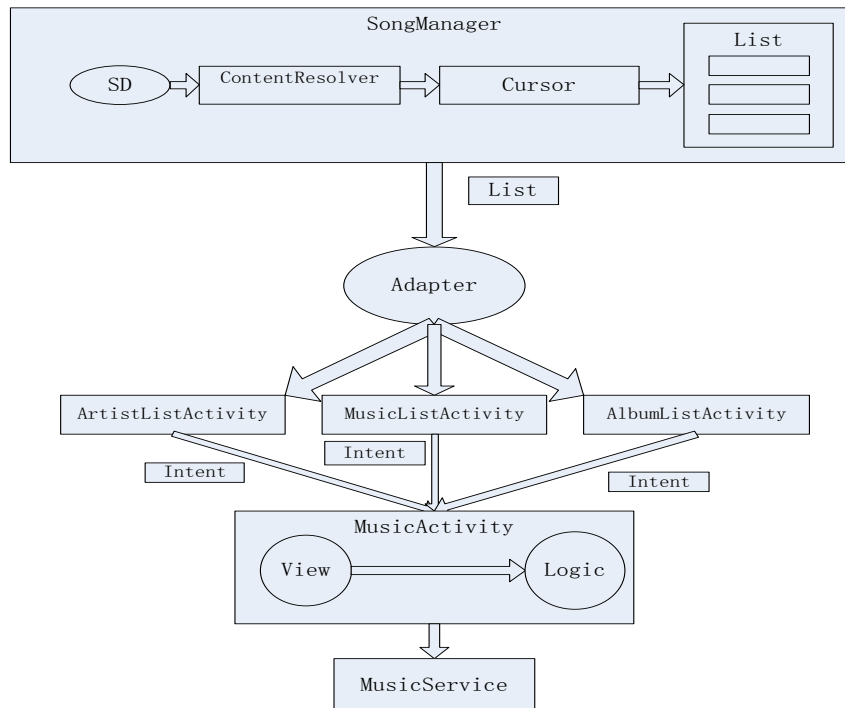 SongManager
List
SD
ContentResolver
Cursor
List
Adapter
ArtistListActivity
MusicListActivity
AlbumListActivity
Intent
Intent
Intent
MusicActivity
View
Logic
MusicService